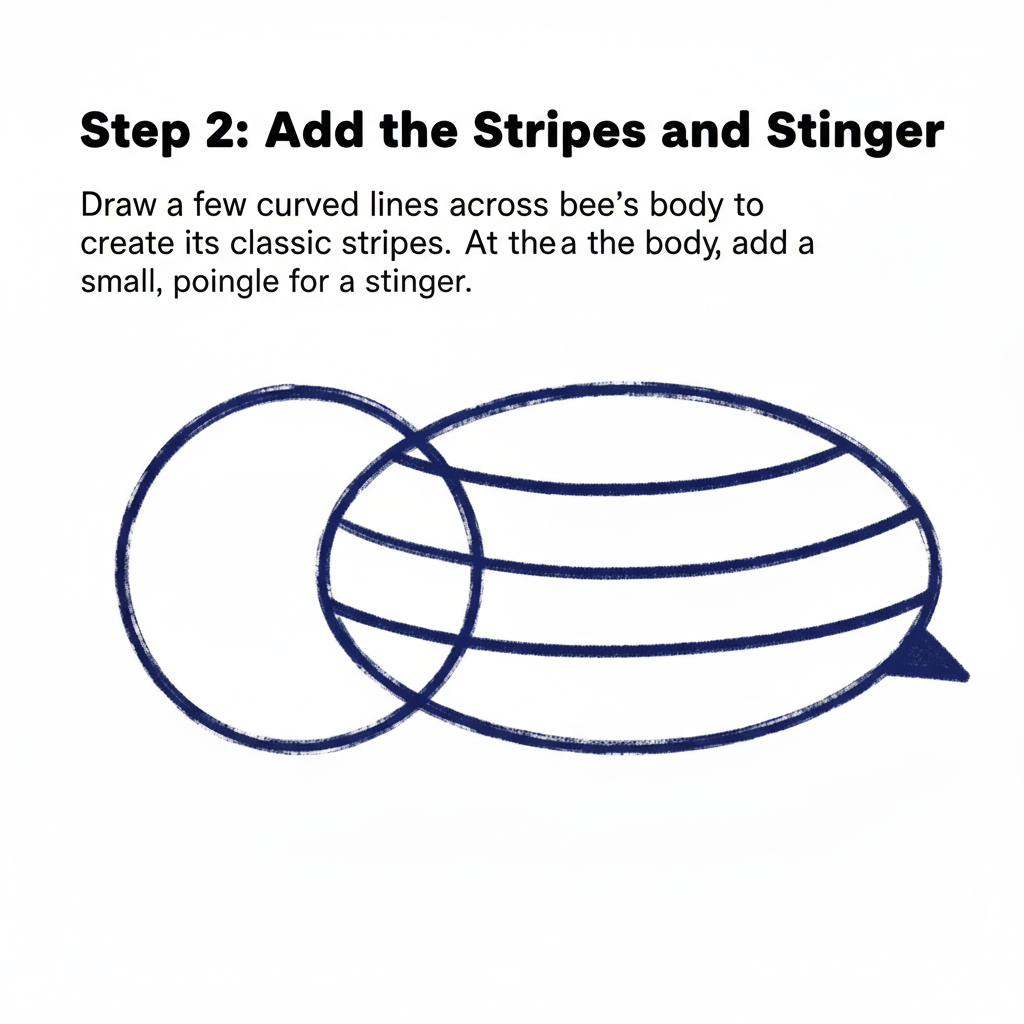 Step 2: Add the Stripes and Stinger
Draw a few curved lines across bee’s body to
create its classic stripes. At thea the body, add a
small, poingle for a stinger.